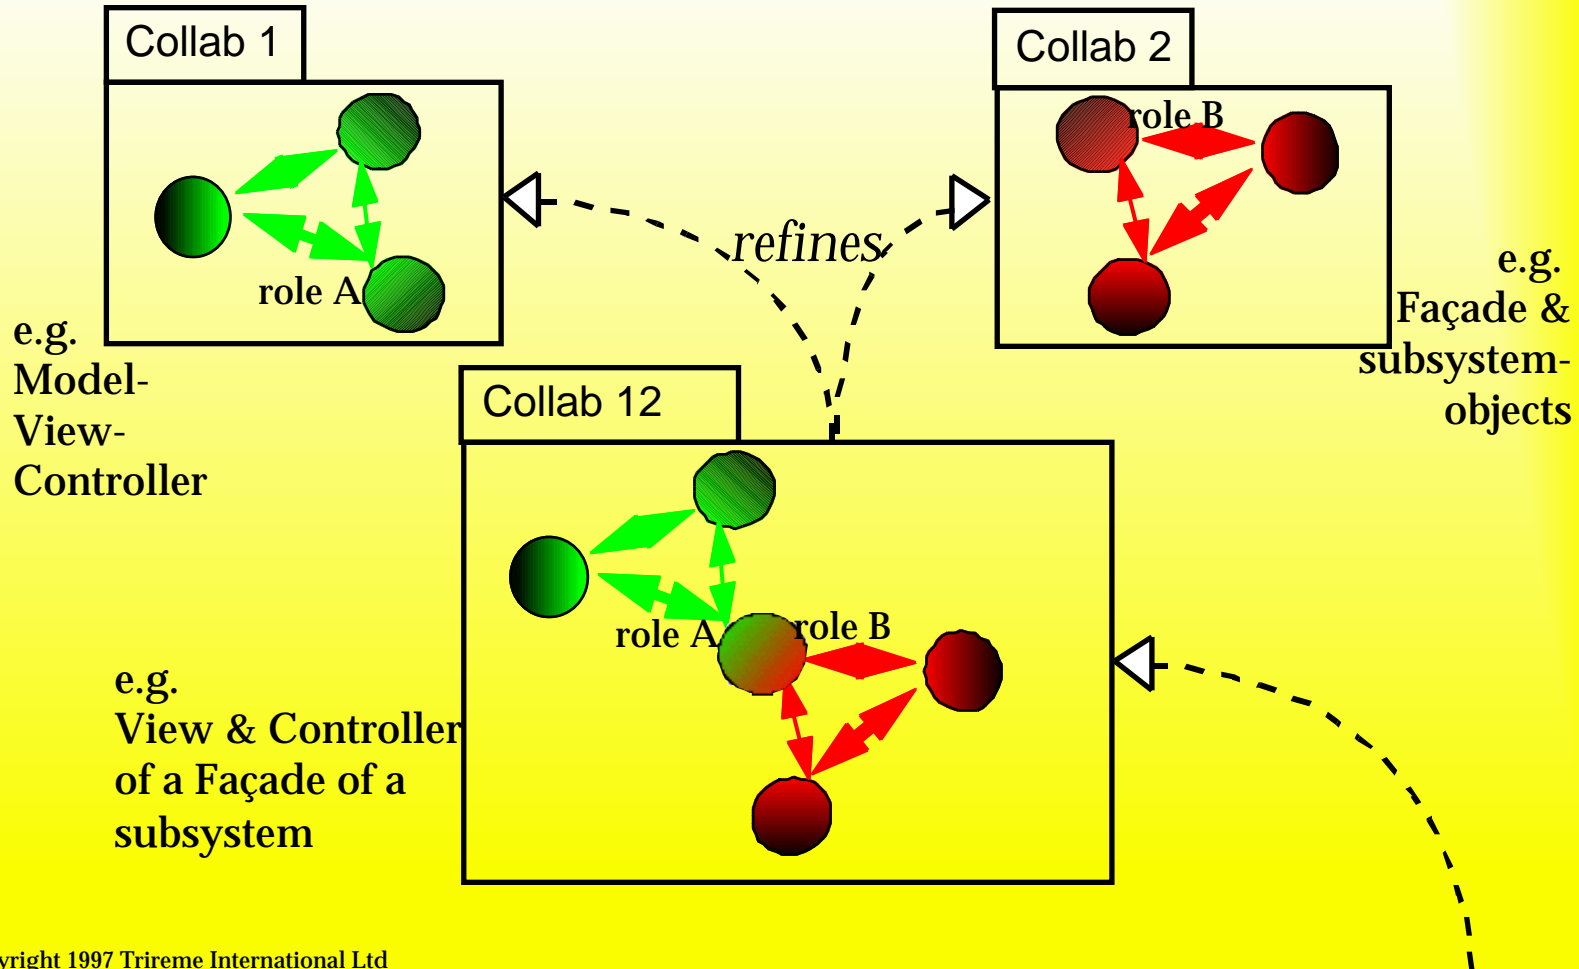 Collab 1
Collab 2
role B
refines
role A
e.g.
Model-
View-
Controller
e.g.
Façade &
subsystem-
objects
Collab 12
role A
role B
e.g.
View & Controller
of a Façade of a
subsystem
yright 1997 Trireme International Ltd